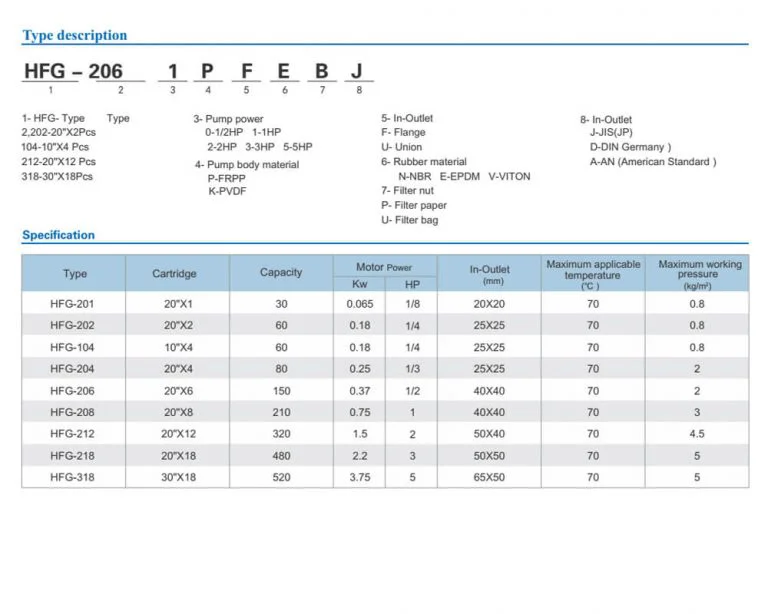 Type description
HFG – 206 1 P F E B J
1 2 3 4 5 6 7 8
1- HFG- Type Type
2,202-20"X2Pcs
104-10"X4 Pcs
212-20"X12 Pcs
318-30"X18Pcs
3- Pump power
0-1/2HP 1-1HP
2-2HP 3-3HP 5-5HP
4- Pump body material
P-FRPP
K-PVDF
5- In-Outlet
F- Flange
U- Union
6- Rubber material
N-NBR E-EPDM V-VITON
7- Filter nut
P- Filter paper
U- Filter bag
8- In-Outlet
J-JIS(JP)
D-DIN Germany )
A-AN (American Standard )
Specification
Type Cartridge Capacity Motor Power Kw HP In-Outlet (mm) Maximum applicable temperature (℃ ) Maximum working pressure (kg/m²)
HFG-201 20"X1 30 0.065 1/8 20X20 70 0.8
HFG-202 20"X2 60 0.18 1/4 25X25 70 0.8
HFG-104 10"X4 60 0.18 1/4 25X25 70 0.8
HFG-204 20"X4 80 0.25 1/3 25X25 70 2
HFG-206 20"X6 150 0.37 1/2 40X40 70 2
HFG-208 20"X8 210 0.75 1 40X40 70 3
HFG-212 20"X12 320 1.5 2 50X40 70 4.5
HFG-218 20"X18 480 2.2 3 50X50 70 5
HFG-318 30"X18 520 3.75 5 65X50 70 5